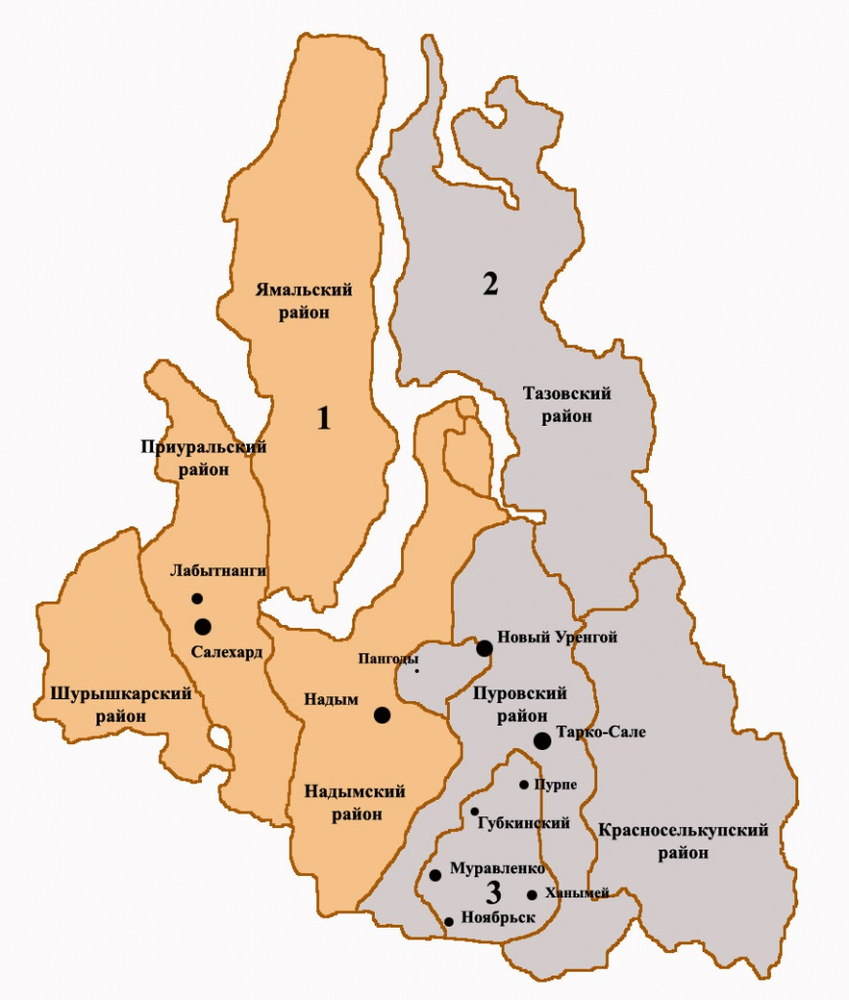 2
Ямальский
район
Тазовский
район
1
Приуральский
район
Лабытнанги
Салехард
Новый Уренгой
Пангоды
Шурышкарский
район
Надым
Пуровский
район
Тарко-Сале
Пурпе
Надымский
район
Губкинский
Красноселькупский
район
Муравленко
3
Ханымей
Ноябрьск